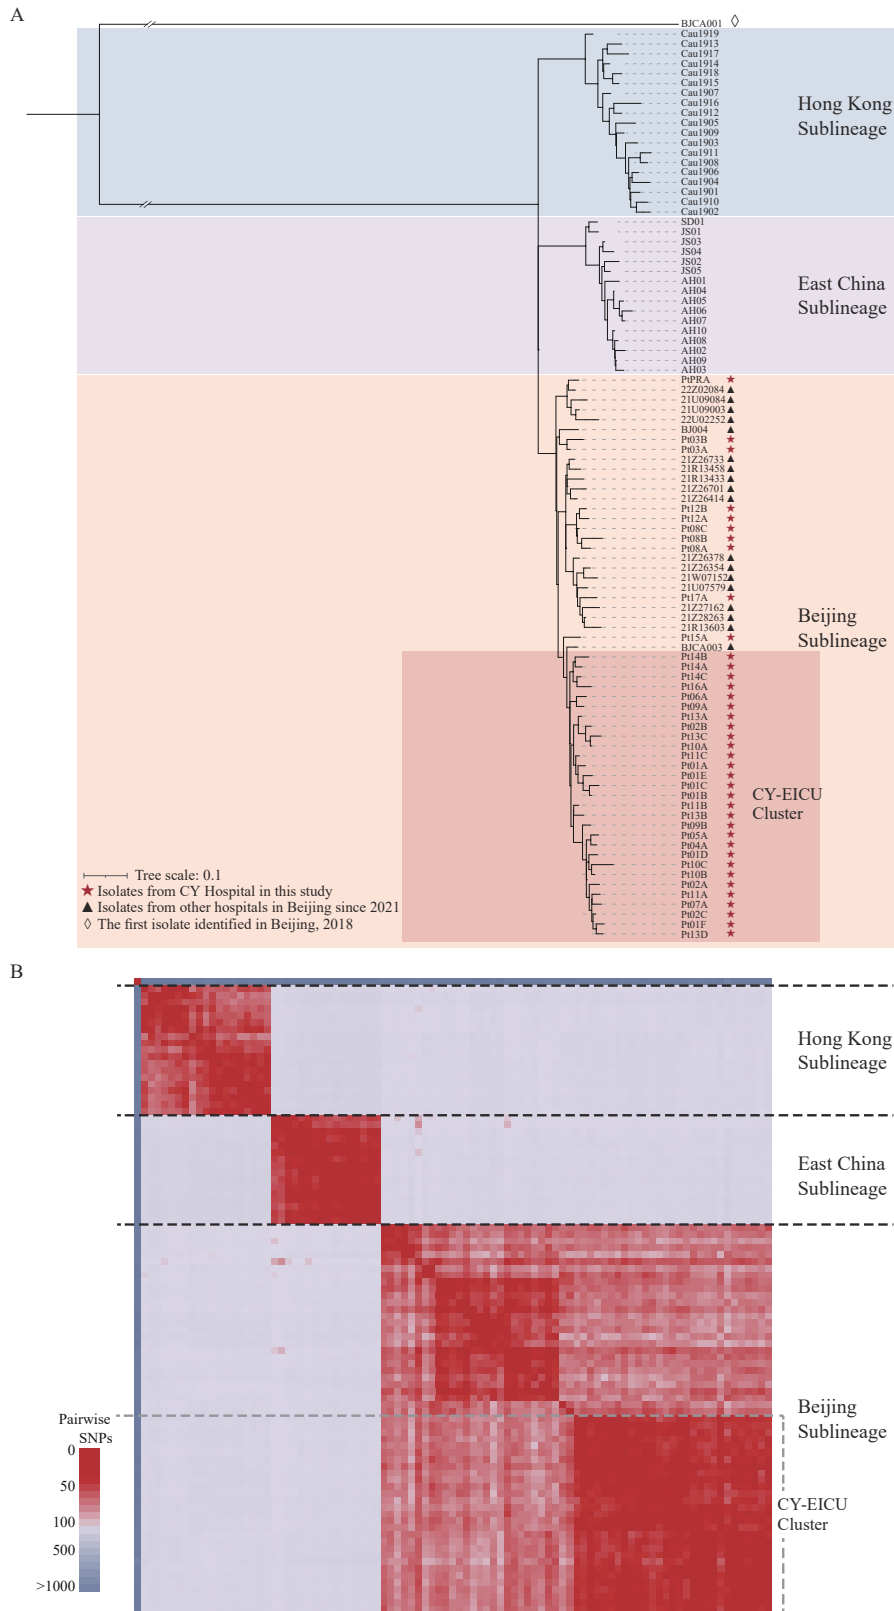 A
BJCA001 ◊
Cau1919
Cau1913
Cau1917
Cau1914
Cau1918
Cau1915
Cau1907
Cau1916
Cau1912
Cau1905
Cau1909
Cau1903
Cau1911
Cau1908
Cau1906
Cau1904
Cau1901
Cau1910
Cau1902
Hong Kong
Sublineage
SD01
JS01
JS03
JS04
JS02
JS05
AH01
AH04
AH05
AH06
AH07
AH10
AH08
AH02
AH09
AH03
East China
Sublineage
PtPRA ★
22Z02084 ▲
21U09084 ▲
21U09003 ▲
22U02252 ▲
BJ004 ▲
Pt03B ★
Pt03A ★
21Z26733 ▲
21R13458 ▲
21R13433 ▲
21Z26701 ▲
21Z26414 ▲
Pt12B ★
Pt12A ★
Pt08C ★
Pt08B ★
Pt08A ★
21Z26378 ▲
21Z26354 ▲
21W07152 ▲
21U07579 ▲
Pt17A ★
21Z27162 ▲
21Z28263 ▲
21R13603 ▲
Pt15A ★
BJCA003 ▲
Pt14B ★
Pt14A ★
Pt14C ★
Pt16A ★
Pt06A ★
Pt09A ★
Pt13A ★
Pt02B ★
Pt13C ★
Pt10A ★
Pt11C ★
Pt01A ★
Pt01E ★
Pt01C ★
Pt01B ★
Pt11B ★
Pt13B ★
Pt09B ★
Pt05A ★
Pt04A ★
Pt01D ★
Pt10C ★
Pt10B ★
Pt02A ★
Pt11A ★
Pt07A ★
Pt02C ★
Pt01F ★
Pt13D ★
Beijing
Sublineage
CY-EICU
Cluster
Tree scale: 0.1
★ Isolates from CY Hospital in this study
▲ Isolates from other hospitals in Beijing since 2021
◊ The first isolate identified in Beijing, 2018
B
Hong Kong
Sublineage
East China
Sublineage
Beijing
Sublineage
CY-EICU
Cluster
Pairwise
SNPs
0
50
100
500
>1000